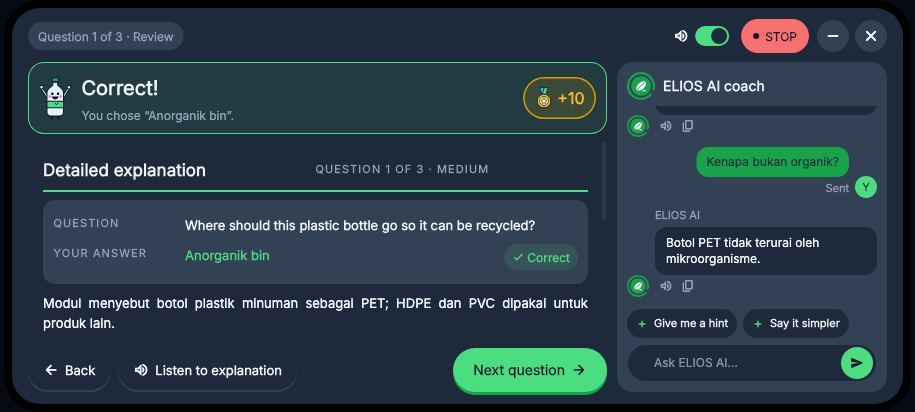 Question 1 of 3 · Review
STOP
Correct!
You chose “Anorganik bin”.
+10
Detailed explanation
QUESTION 1 OF 3 · MEDIUM
QUESTION
Where should this plastic bottle go so it can be recycled?
YOUR ANSWER
Anorganik bin
✓ Correct
Modul menyebut botol plastik minuman sebagai PET; HDPE dan PVC dipakai untuk
produk lain.
← Back
Listen to explanation
Next question →
ELIOS AI coach
Kenapa bukan organik?
Sent
Y
ELIOS AI
Botol PET tidak terurai oleh
mikroorganisme.
+ Give me a hint
+ Say it simpler
Ask ELIOS AI...